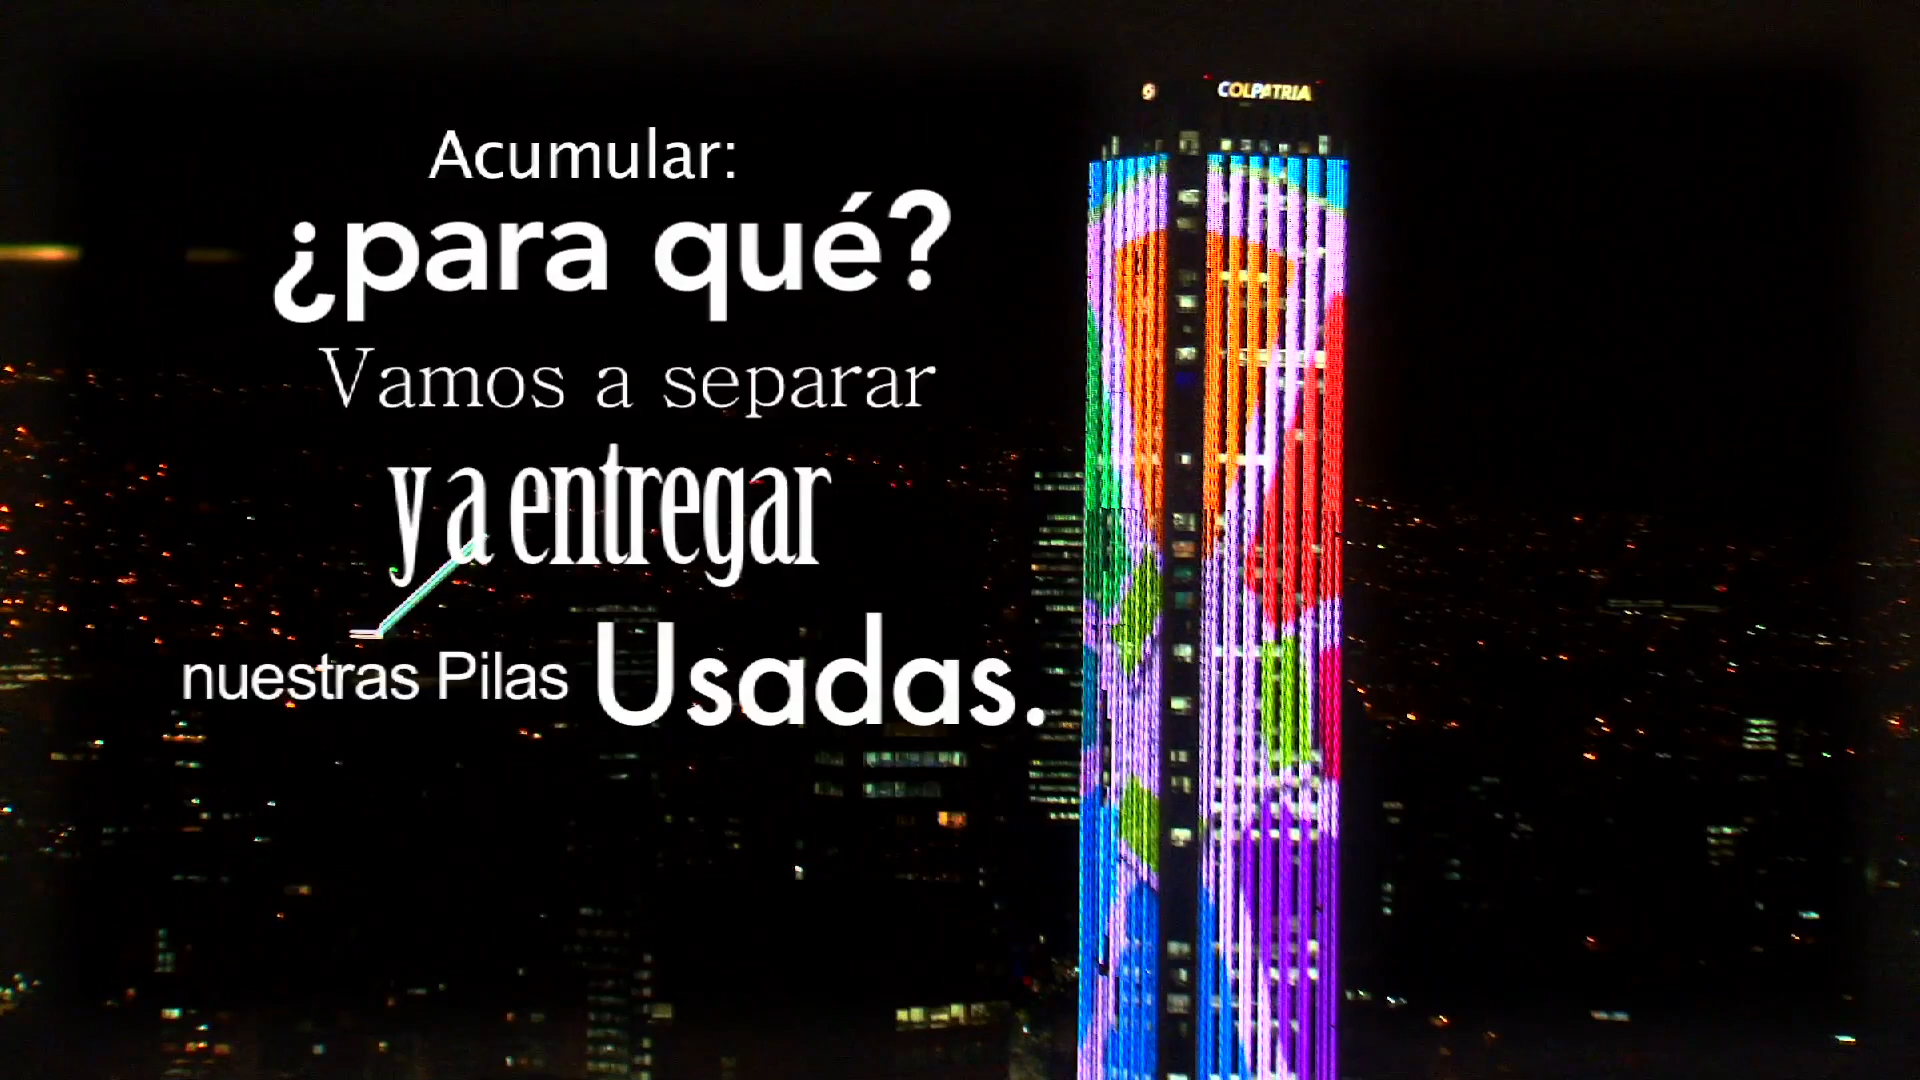 COLPATRIA
Acumular:
¿para qué?
Vamos a separar
y a entregar
nuestras Pilas Usadas.